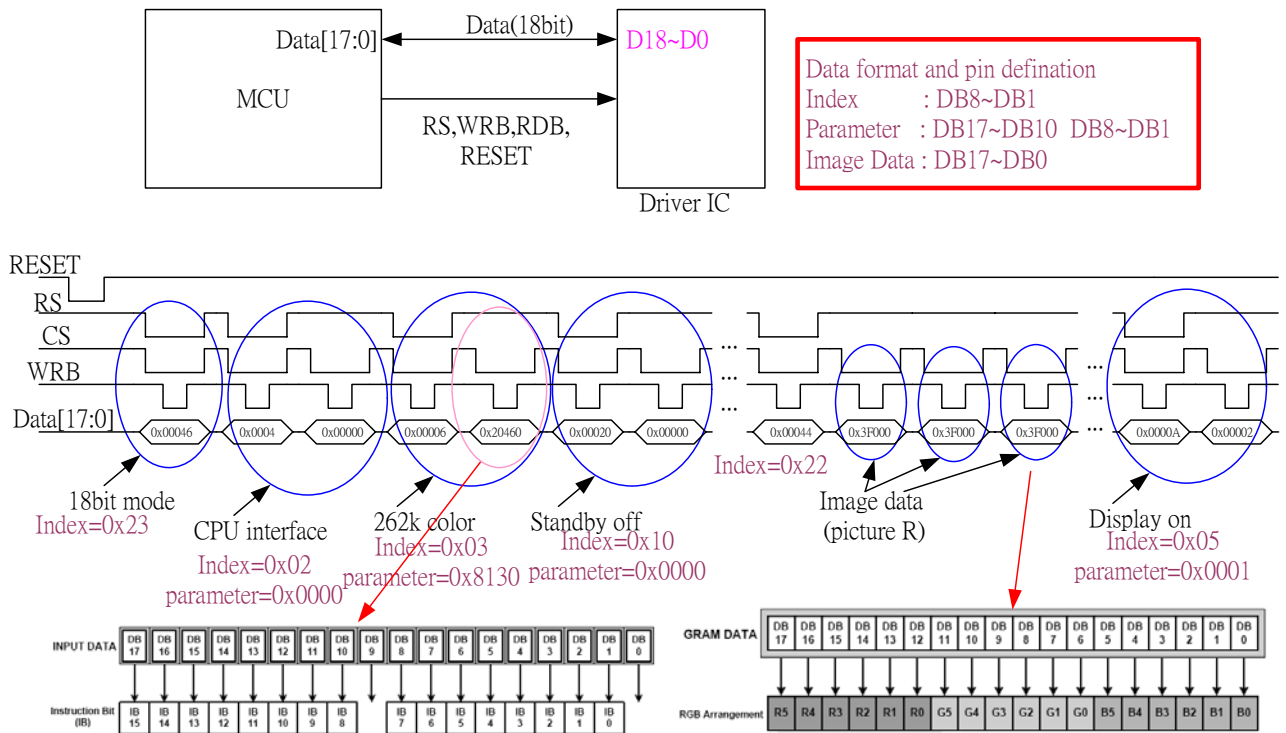 Data(18bit)
Data[17:0]
D18~D0
MCU
RS,WRB,RDB,
RESET
Driver IC
Data format and pin defination
Index : DB8~DB1
Parameter : DB17~DB10 DB8~DB1
Image Data : DB17~DB0
RESET
RS
CS
WRB
Data[17:0]
... ...
... ...
... ...
0x00046 0x0004 0x00000 0x00006 0x20460 0x00020 0x00000 0x00044 0x3F000 0x3F000 0x3F000 0x0000A 0x00002
18bit mode
Index=0x23
CPU interface
Index=0x02
parameter=0x0000
262k color
Index=0x03
parameter=0x8130
Standby off
Index=0x10
parameter=0x0000
Index=0x22
Image data
(picture R)
Display on
Index=0x05
parameter=0x0001
INPUT DATA DB 17 DB 16 DB 15 DB 14 DB 13 DB 12 DB 11 DB 10 DB 9 DB 8 DB 7 DB 6 DB 5 DB 4 DB 3 DB 2 DB 1 DB 0
Instruction Bit (IB) IB 15 IB 14 IB 13 IB 12 IB 11 IB 10 IB 9 IB 8 IB 7 IB 6 IB 5 IB 4 IB 3 IB 2 IB 1 IB 0
GRAM DATA DB 17 DB 16 DB 15 DB 14 DB 13 DB 12 DB 11 DB 10 DB 9 DB 8 DB 7 DB 6 DB 5 DB 4 DB 3 DB 2 DB 1 DB 0
RGB Arrangement R5 R4 R3 R2 R1 R0 G5 G4 G3 G2 G1 G0 B5 B4 B3 B2 B1 B0